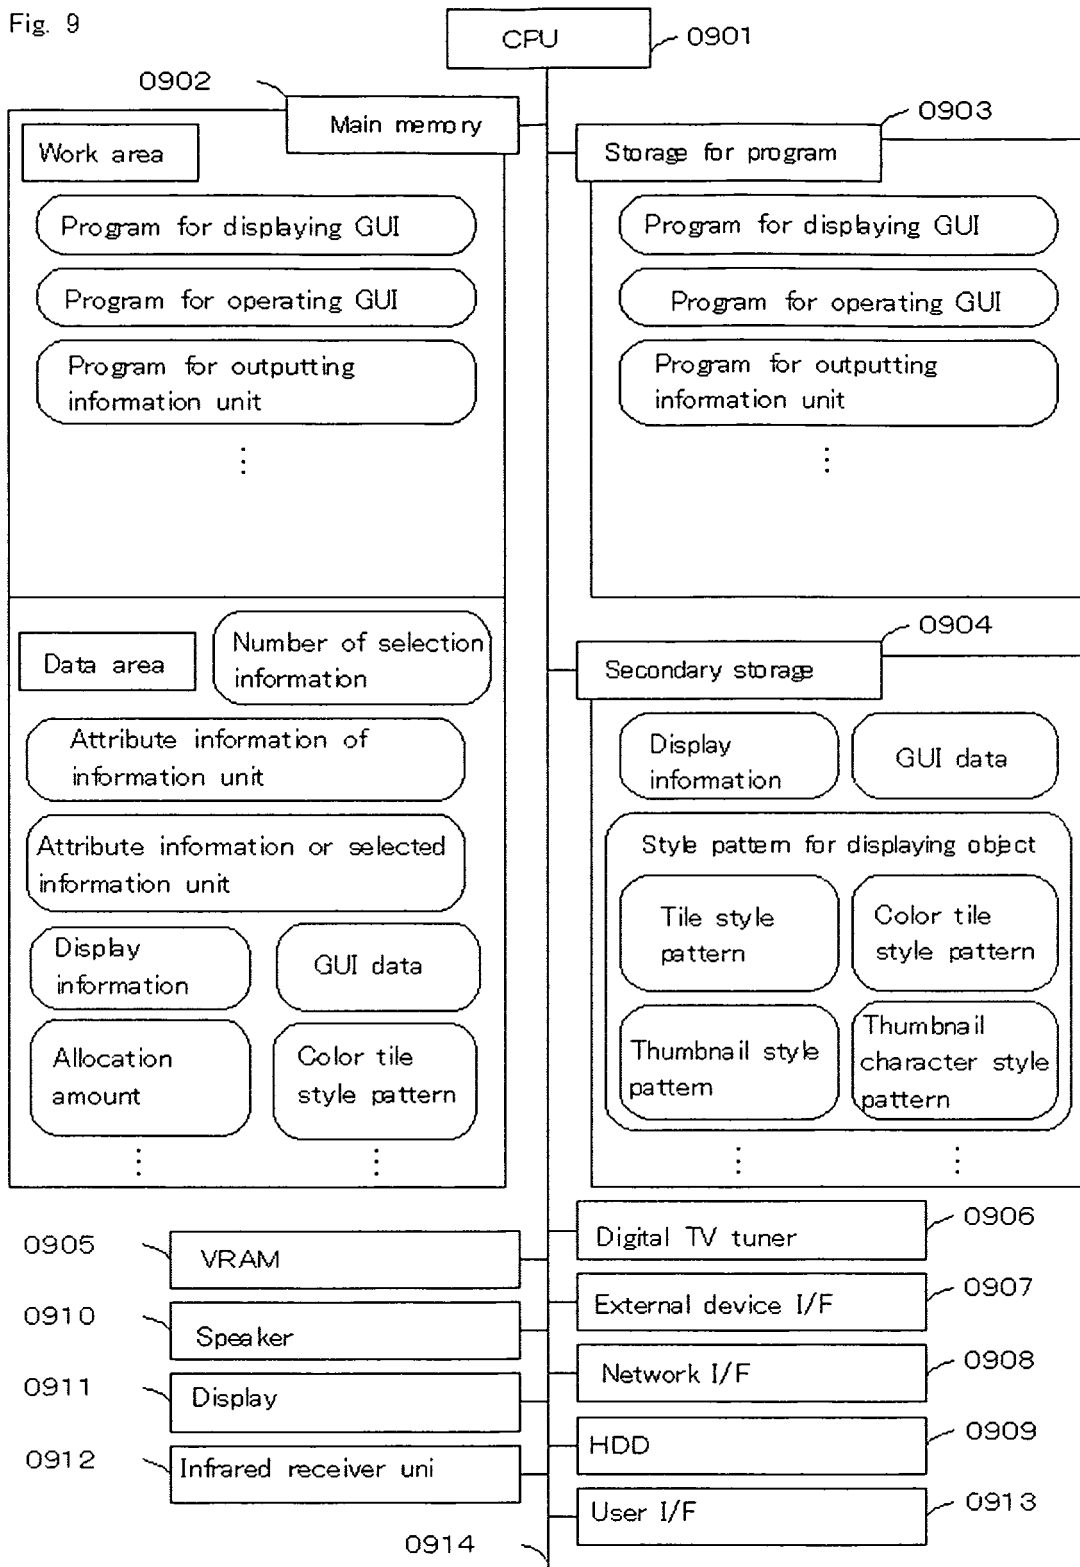 Fig. 9
CPU
0901
0902
Main memory
Work area
Program for displaying GUI
Program for operating GUI
Program for outputting
information unit
⋮
0903
Storage for program
Program for displaying GUI
Program for operating GUI
Program for outputting
information unit
⋮
Data area
Number of selection
information
Attribute information of
information unit
Attribute information or selected
information unit
Display
information
GUI data
Allocation
amount
Color tile
style pattern
⋮
⋮
0904
Secondary storage
Display
information
GUI data
Style pattern for displaying object
Tile style
pattern
Color tile
style pattern
Thumbnail style
pattern
Thumbnail
character style
pattern
⋮
⋮
0905
VRAM
0910
Speaker
0911
Display
0912
Infrared receiver uni
Digital TV tuner
0906
External device I/F
0907
Network I/F
0908
HDD
0909
User I/F
0913
0914